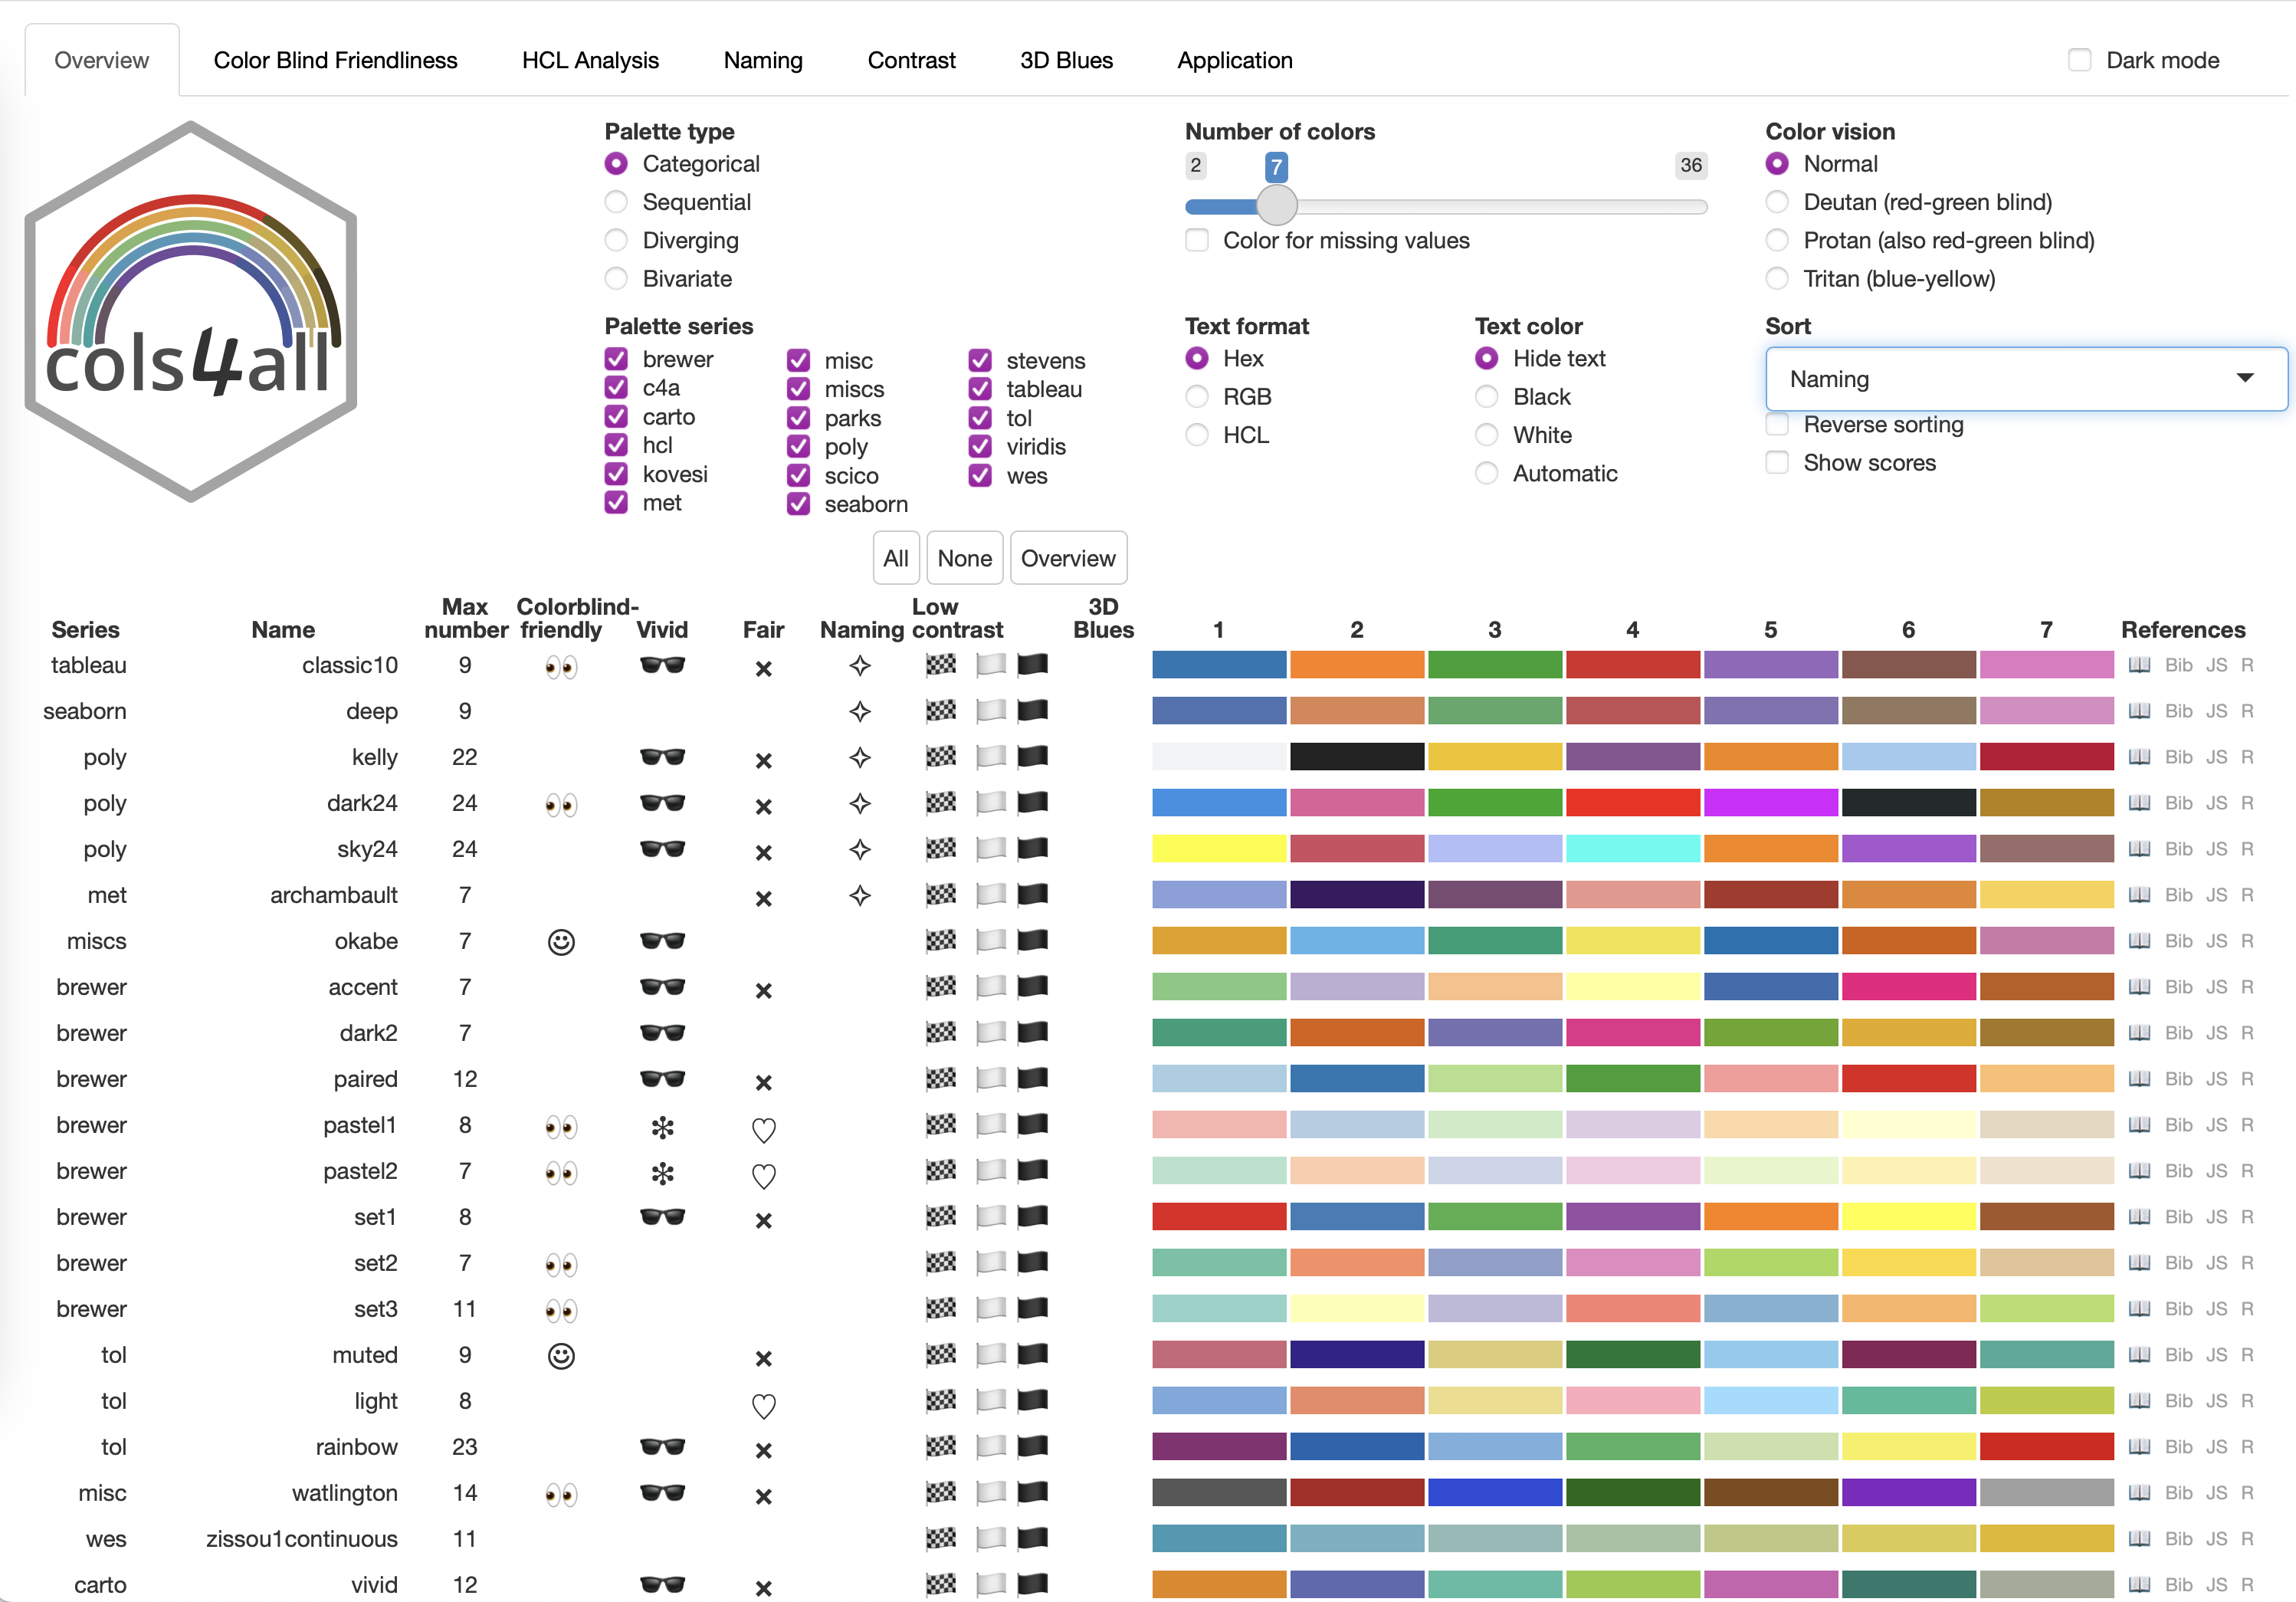 Overview Color Blind Friendliness HCL Analysis Naming Contrast 3D Blues Application Dark mode
cols4all
Palette type
Categorical
Sequential
Diverging
Bivariate
Palette series
brewer misc stevens
c4a miscs tableau
carto parks tol
hcl poly viridis
kovesi scico wes
met seaborn
All None Overview
Number of colors
2 7 36
Color for missing values
Text format
Hex
RGB
HCL
Text color
Hide text
Black
White
Automatic
Color vision
Normal
Deutan (red-green blind)
Protan (also red-green blind)
Tritan (blue-yellow)
Sort
Naming
Reverse sorting
Show scores
Series Name Max number Colorblind-friendly Vivid Fair Naming Low contrast 3D Blues 1 2 3 4 5 6 7 References
tableau classic10 9 Bib JS R
seaborn deep 9 Bib JS R
poly kelly 22 Bib JS R
poly dark24 24 Bib JS R
poly sky24 24 Bib JS R
met archambault 7 Bib JS R
miscs okabe 7 Bib JS R
brewer accent 7 Bib JS R
brewer dark2 7 Bib JS R
brewer paired 12 Bib JS R
brewer pastel1 8 Bib JS R
brewer pastel2 7 Bib JS R
brewer set1 8 Bib JS R
brewer set2 7 Bib JS R
brewer set3 11 Bib JS R
tol muted 9 Bib JS R
tol light 8 Bib JS R
tol rainbow 23 Bib JS R
misc watlington 14 Bib JS R
wes zissou1continuous 11 Bib JS R
carto vivid 12 Bib JS R